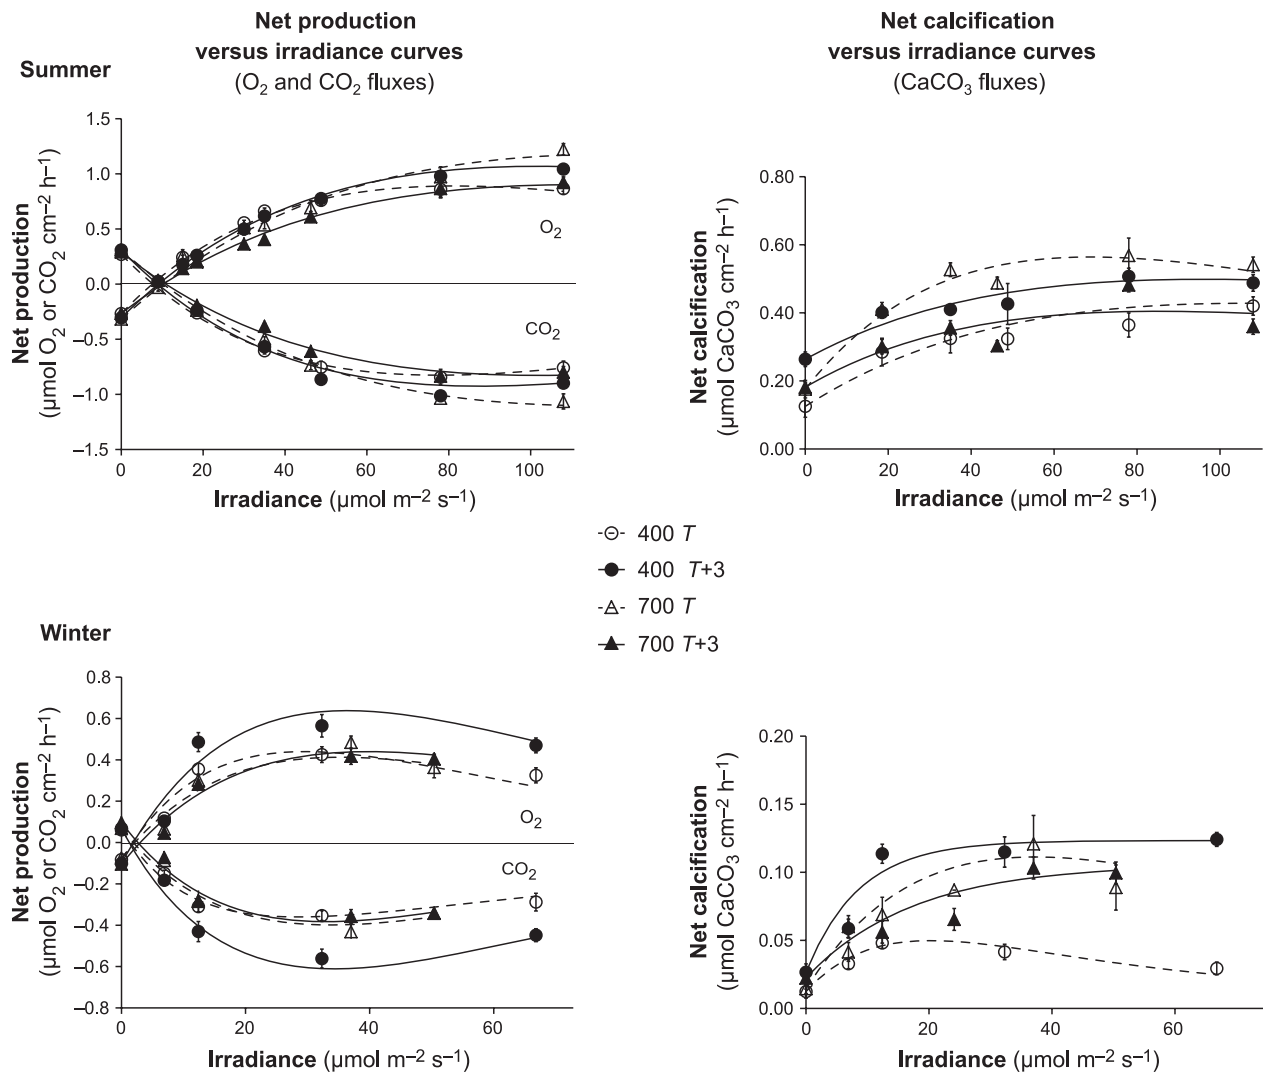 Net production
versus irradiance curves
(O₂ and CO₂ fluxes)
Net calcification
versus irradiance curves
(CaCO₃ fluxes)
Summer
Net production
(μmol O₂ or CO₂ cm⁻² h⁻¹)
1.5
1.0
0.5
0.0
–0.5
–1.0
–1.5
O₂
CO₂
0 20 40 60 80 100
Irradiance (μmol m⁻² s⁻¹)
Net calcification
(μmol CaCO₃ cm⁻² h⁻¹)
0.80
0.60
0.40
0.20
0.00
0 20 40 60 80 100
Irradiance (μmol m⁻² s⁻¹)
400 T
400 T+3
700 T
700 T+3
Winter
Net production
(μmol O₂ or CO₂ cm⁻² h⁻¹)
0.8
0.6
0.4
0.2
0.0
–0.2
–0.4
–0.6
–0.8
O₂
CO₂
0 20 40 60
Irradiance (μmol m⁻² s⁻¹)
Net calcification
(μmol CaCO₃ cm⁻² h⁻¹)
0.20
0.15
0.10
0.05
0.00
0 20 40 60
Irradiance (μmol m⁻² s⁻¹)